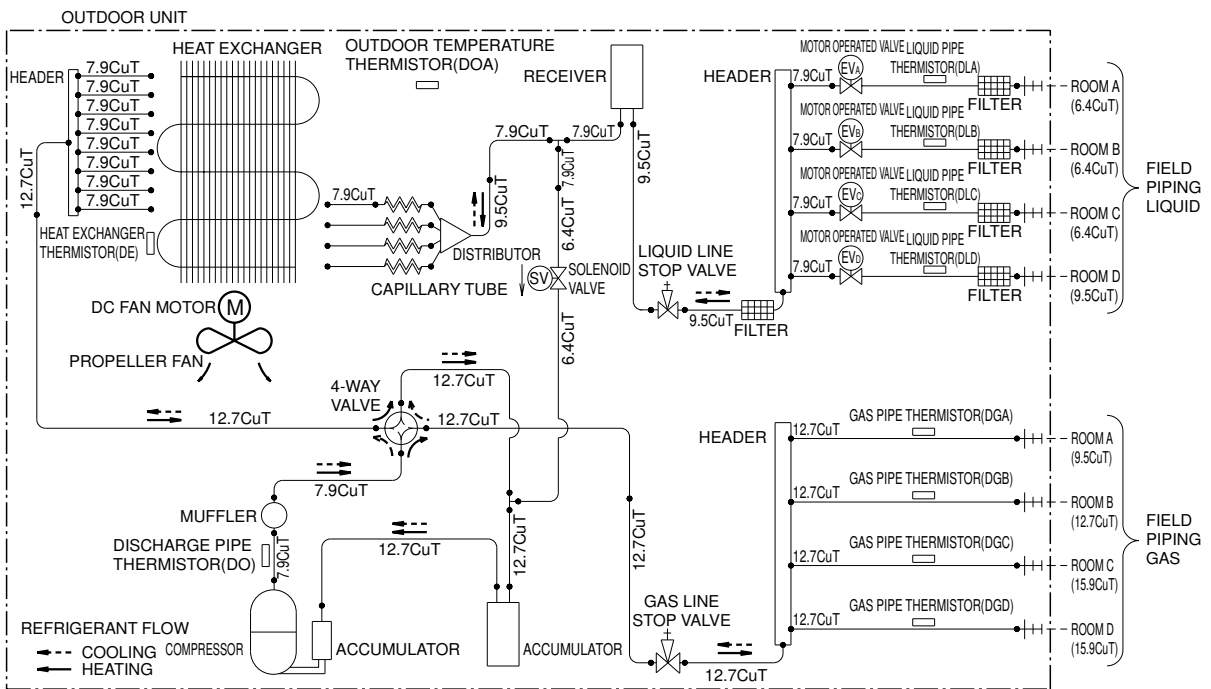 OUTDOOR UNIT
HEAT EXCHANGER
HEADER
7.9CuT
7.9CuT
7.9CuT
7.9CuT
7.9CuT
7.9CuT
7.9CuT
7.9CuT
12.7CuT
HEAT EXCHANGER
THERMISTOR(DE)
DC FAN MOTOR
M
PROPELLER FAN
OUTDOOR TEMPERATURE
THERMISTOR(DOA)
RECEIVER
7.9CuT
7.9CuT
7.9CuT
9.5CuT
7.9CuT
9.5CuT
6.4CuT
DISTRIBUTOR
CAPILLARY TUBE
SV
SOLENOID
VALVE
6.4CuT
LIQUID LINE
STOP VALVE
9.5CuT
FILTER
HEADER
MOTOR OPERATED VALVE
LIQUID PIPE
THERMISTOR(DLA)
7.9CuT
EVA
FILTER
ROOM A
(6.4CuT)
MOTOR OPERATED VALVE
LIQUID PIPE
THERMISTOR(DLB)
7.9CuT
EVB
FILTER
ROOM B
(6.4CuT)
MOTOR OPERATED VALVE
LIQUID PIPE
THERMISTOR(DLC)
7.9CuT
EVC
FILTER
ROOM C
(6.4CuT)
MOTOR OPERATED VALVE
LIQUID PIPE
THERMISTOR(DLD)
7.9CuT
EVD
FILTER
ROOM D
(9.5CuT)
FIELD
PIPING
LIQUID
4-WAY
VALVE
12.7CuT
12.7CuT
12.7CuT
7.9CuT
MUFFLER
DISCHARGE PIPE
THERMISTOR(DO)
7.9CuT
12.7CuT
12.7CuT
12.7CuT
COMPRESSOR
ACCUMULATOR
ACCUMULATOR
GAS LINE
STOP VALVE
12.7CuT
HEADER
12.7CuT
GAS PIPE THERMISTOR(DGA)
ROOM A
(9.5CuT)
12.7CuT
GAS PIPE THERMISTOR(DGB)
ROOM B
(12.7CuT)
12.7CuT
GAS PIPE THERMISTOR(DGC)
ROOM C
(15.9CuT)
12.7CuT
GAS PIPE THERMISTOR(DGD)
ROOM D
(15.9CuT)
FIELD
PIPING
GAS
REFRIGERANT FLOW
COOLING
HEATING